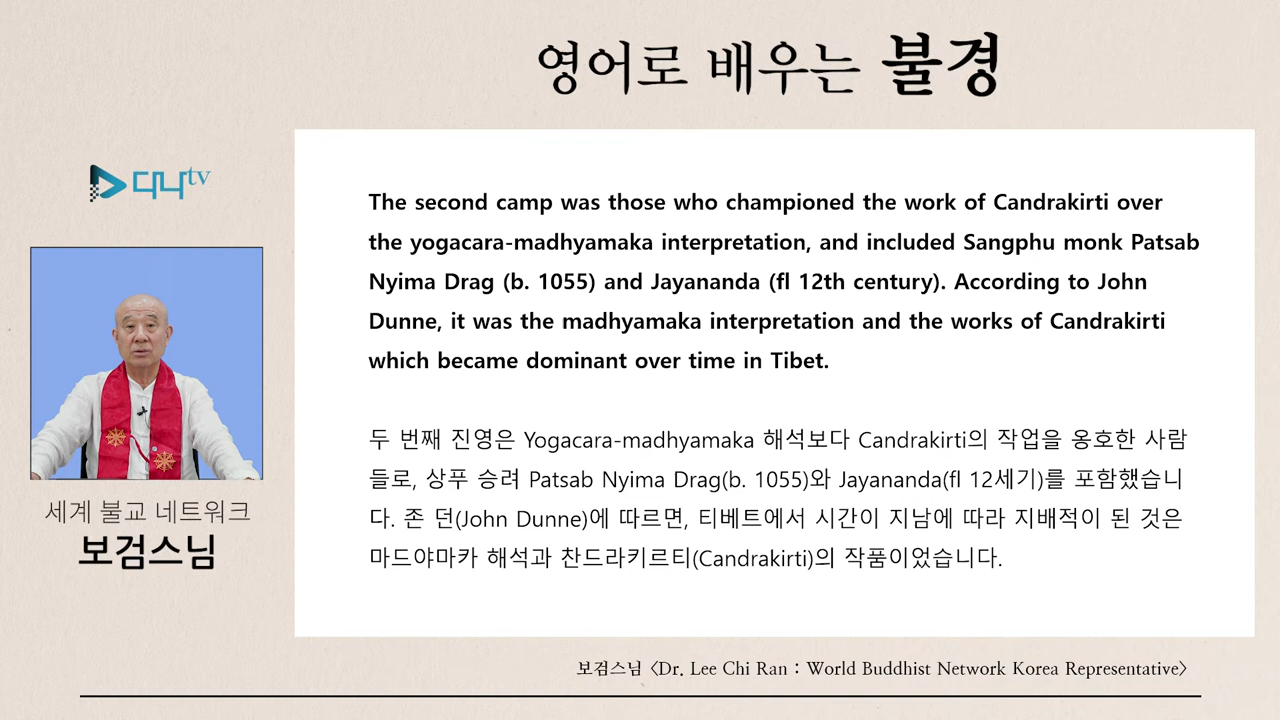 영어로 배우는 불경
디나tv
The second camp was those who championed the work of Candrakirti over
the yogacara-madhyamaka interpretation, and included Sangphu monk Patsab
Nyima Drag (b. 1055) and Jayananda (fl 12th century). According to John
Dunne, it was the madhyamaka interpretation and the works of Candrakirti
which became dominant over time in Tibet.
두 번째 진영은 Yogacara-madhyamaka 해석보다 Candrakirti의 작업을 옹호한 사람
들로, 상푸 승려 Patsab Nyima Drag(b. 1055)와 Jayananda(fl 12세기)를 포함했습니
다. 존 던(John Dunne)에 따르면, 티베트에서 시간이 지남에 따라 지배적이 된 것은
마드야마카 해석과 찬드라키르티(Candrakirti)의 작품이었습니다.
세계 불교 네트워크
보검스님
보검스님 <Dr. Lee Chi Ran : World Buddhist Network Korea Representative>